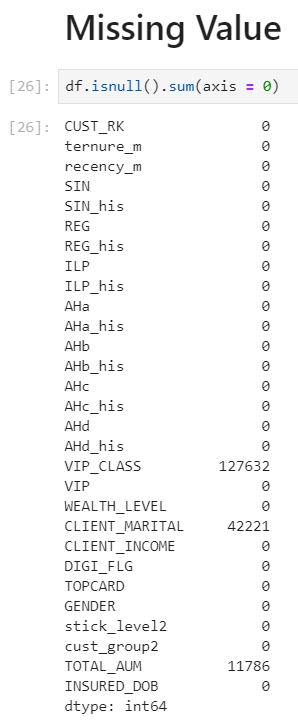 Missing Value
[26]: df.isnull().sum(axis = 0)
[26]: CUST_RK 0
ternure_m 0
recency_m 0
SIN 0
SIN_his 0
REG 0
REG_his 0
ILP 0
ILP_his 0
AHa 0
AHa_his 0
AHb 0
AHb_his 0
AHc 0
AHc_his 0
AHd 0
AHd_his 0
VIP_CLASS 127632
VIP 0
WEALTH_LEVEL 0
CLIENT_MARITAL 42221
CLIENT_INCOME 0
DIGI_FLG 0
TOPCARD 0
GENDER 0
stick_level2 0
cust_group2 0
TOTAL_AUM 11786
INSURED_DOB 0
dtype: int64